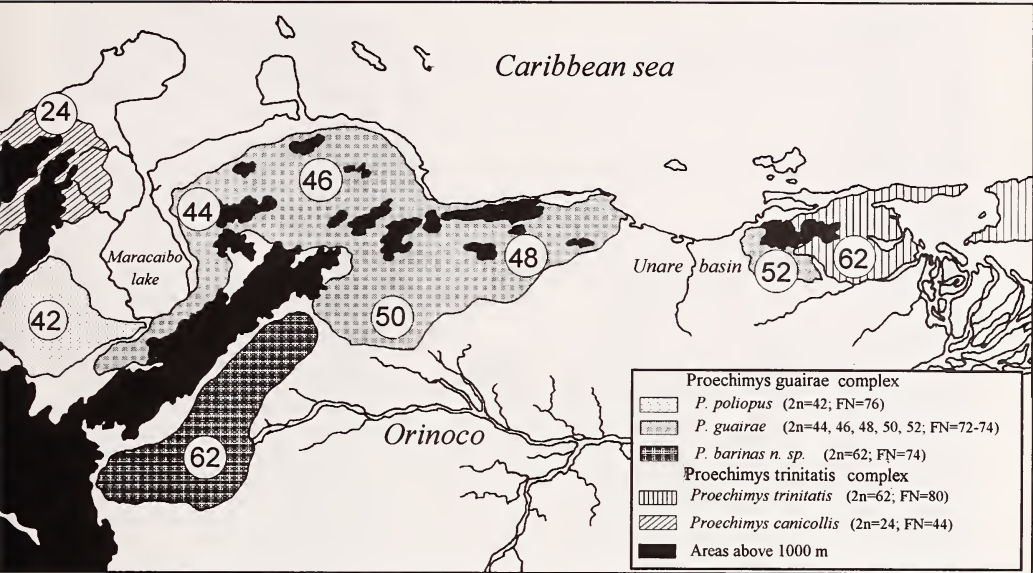 Caribbean sea
24
46
44
Maracaibo
lake
48
Unare basin
52
62
42
50
62
Orinoco
Proechimys guairae complex
P. poliopus (2n=42; FN=76)
P. guairae (2n=44, 46, 48, 50, 52; FN=72-74)
P. barinas n. sp. (2n=62; FN=74)
Proechimys trinitatis complex
Proechimys trinitatis (2n=62; FN=80)
Proechimys canicollis (2n=24; FN=44)
Areas above 1000 m